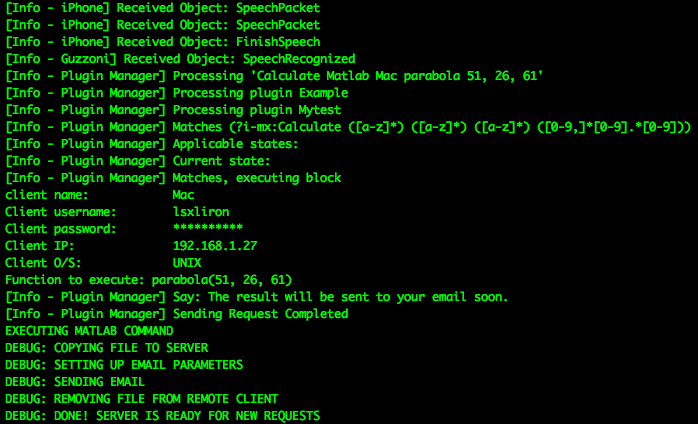 [Info - iPhone] Received Object: SpeechPacket
[Info - iPhone] Received Object: SpeechPacket
[Info - iPhone] Received Object: FinishSpeech
[Info - Guzzoni] Received Object: SpeechRecognized
[Info - Plugin Manager] Processing 'Calculate Matlab Mac parabola 51, 26, 61'
[Info - Plugin Manager] Processing plugin Example
[Info - Plugin Manager] Processing plugin Mytest
[Info - Plugin Manager] Matches (?i-mx:Calculate ([a-z]*) ([a-z]*) ([a-z]*) ([0-9,]*[0-9].*[0-9]))
[Info - Plugin Manager] Applicable states:
[Info - Plugin Manager] Current state:
[Info - Plugin Manager] Matches, executing block
client name: Mac
Client username: lsxliron
Client password: **********
Client IP: 192.168.1.27
Client O/S: UNIX
Function to execute: parabola(51, 26, 61)
[Info - Plugin Manager] Say: The result will be sent to your email soon.
[Info - Plugin Manager] Sending Request Completed
EXECUTING MATLAB COMMAND
DEBUG: COPYING FILE TO SERVER
DEBUG: SETTING UP EMAIL PARAMETERS
DEBUG: SENDING EMAIL
DEBUG: REMOVING FILE FROM REMOTE CLIENT
DEBUG: DONE! SERVER IS READY FOR NEW REQUESTS